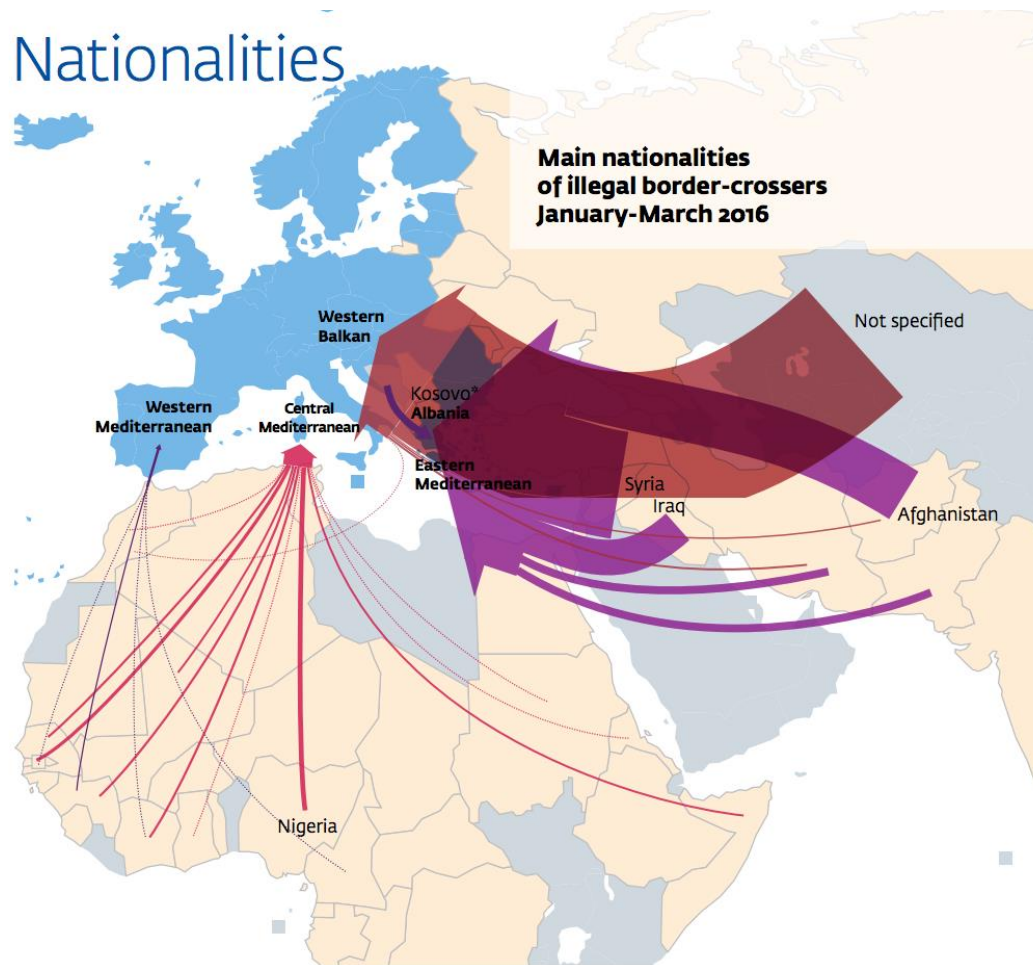 Nationalities
Main nationalities
of illegal border-crossers
January-March 2016
Not specified
Western
Balkan
Kosovo*
Albania
Western
Mediterranean
Central
Mediterranean
Eastern
Mediterranean
Syria
Iraq
Afghanistan
Nigeria